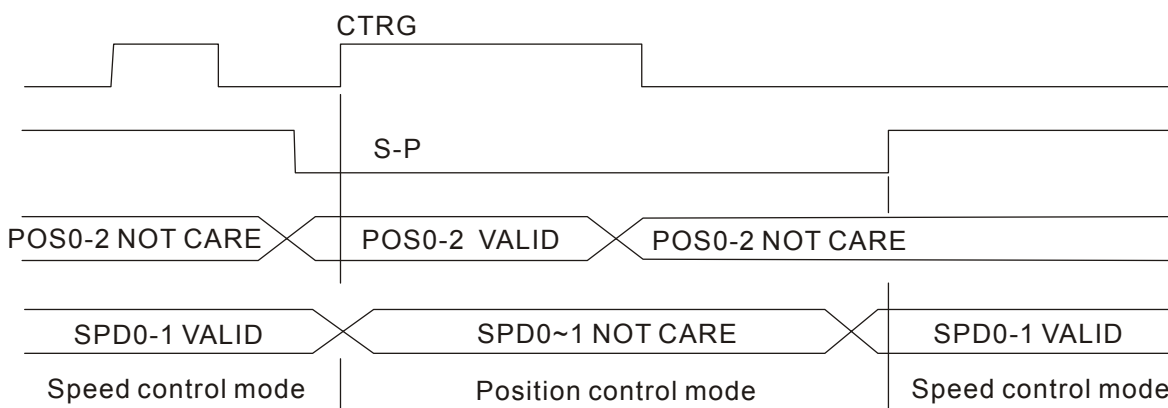 CTRG
S-P
POS0-2 NOT CARE POS0-2 VALID POS0-2 NOT CARE
SPD0-1 VALID SPD0~1 NOT CARE SPD0-1 VALID
Speed control mode Position control mode Speed control mode